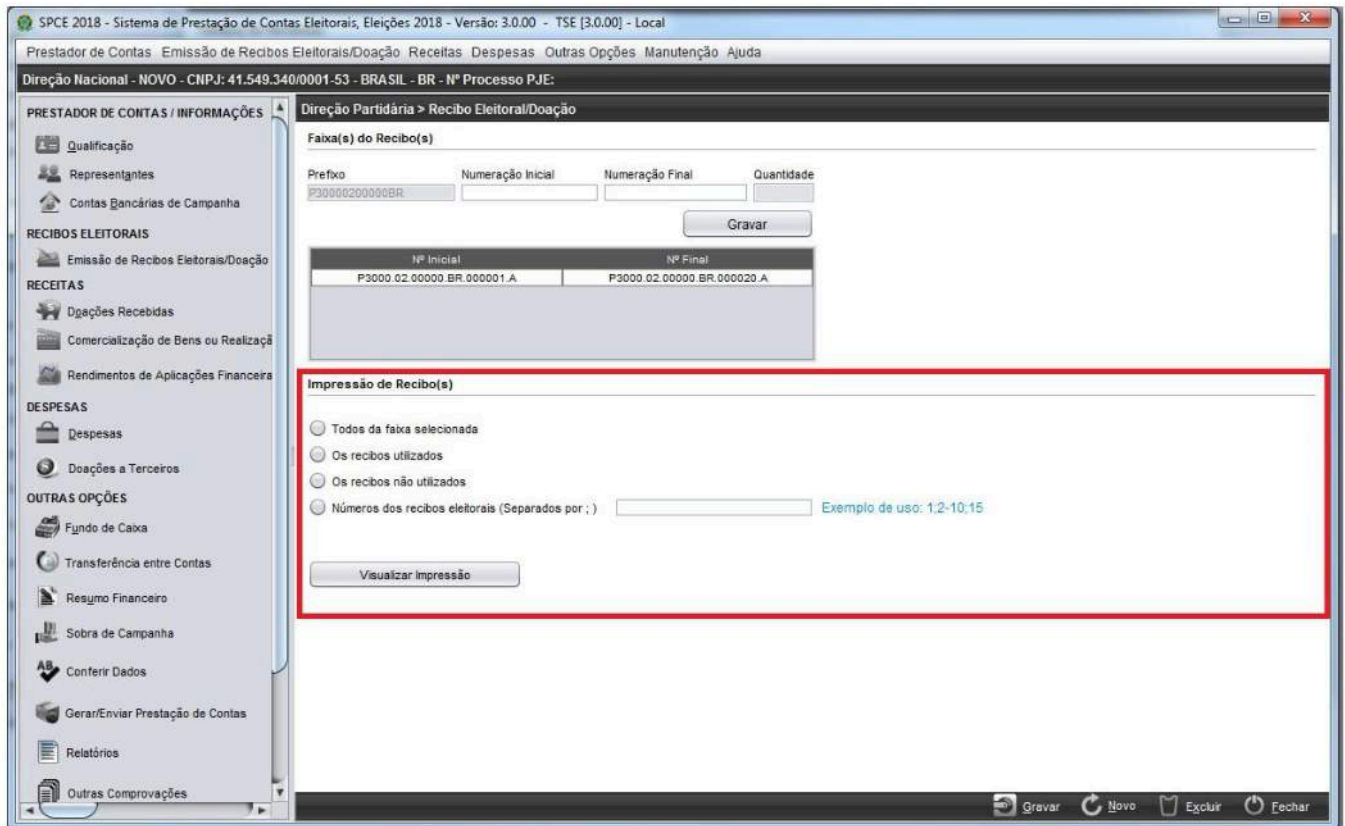 SPCE 2018 - Sistema de Prestação de Contas Eleitorais, Eleições 2018 - Versão: 3.0.00 - TSE [3.0.00] - Local
Prestador de Contas Emissão de Recibos Eleitorais/Doação Receitas Despesas Outras Opções Manutenção Ajuda
Direção Nacional - NOVO - CNPJ: 41.549.340/0001-53 - BRASIL - BR - Nº Processo PJE:
PRESTADOR DE CONTAS / INFORMAÇÕES
Qualificação
Representantes
Contas Bancárias de Campanha
RECIBOS ELEITORAIS
Emissão de Recibos Eleitorais/Doação
RECEITAS
Doações Recebidas
Comercialização de Bens ou Realizaçã
Rendimentos de Aplicações Financeira
DESPESAS
Despesas
Doações a Terceiros
OUTRAS OPÇÕES
Fundo de Caixa
Transferência entre Contas
Resumo Financeiro
Sobra de Campanha
Conferir Dados
Gerar/Enviar Prestação de Contas
Relatórios
Outras Comprovações
Direção Partidária > Recibo Eleitoral/Doação
Faixa(s) do Recibo(s)
Prefixo Numeração Inicial Numeração Final Quantidade
P30000200000BR
Gravar
Nº Inicial Nº Final
P3000.02.00000.BR.000001.A P3000.02.00000.BR.000020.A
Impressão de Recibo(s)
Todos da faixa selecionada
Os recibos utilizados
Os recibos não utilizados
Números dos recibos eleitorais (Separados por ; ) Exemplo de uso: 1;2-10;15
Visualizar Impressão
Gravar Novo Excluir Fechar